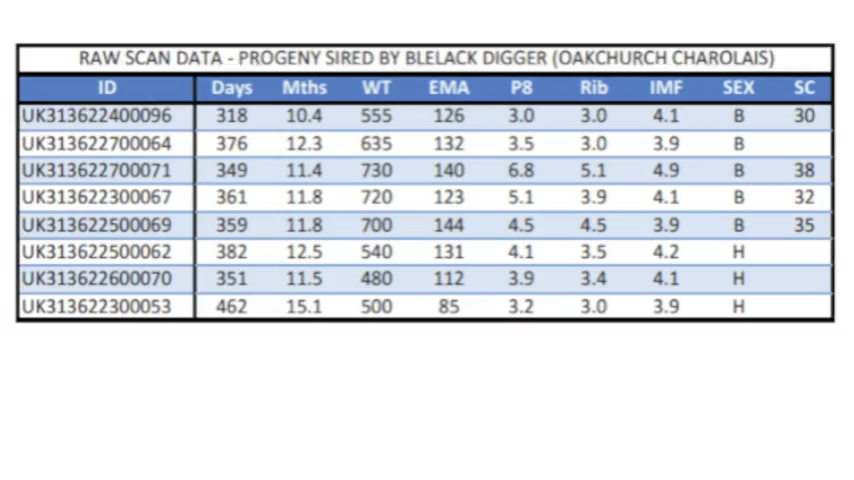 RAW SCAN DATA - PROGENY SIRED BY BLELACK DIGGER (OAKCHURCH CHAROLAIS)
ID Days Mths WT EMA P8 Rib IMF SEX SC
UK313622400096 318 10.4 555 126 3.0 3.0 4.1 B 30
UK313622700064 376 12.3 635 132 3.5 3.0 3.9 B
UK313622700071 349 11.4 730 140 6.8 5.1 4.9 B 38
UK313622300067 361 11.8 720 123 5.1 3.9 4.1 B 32
UK313622500069 359 11.8 700 144 4.5 4.5 3.9 B 35
UK313622500062 382 12.5 540 131 4.1 3.5 4.2 H
UK313622600070 351 11.5 480 112 3.9 3.4 4.1 H
UK313622300053 462 15.1 500 85 3.2 3.0 3.9 H